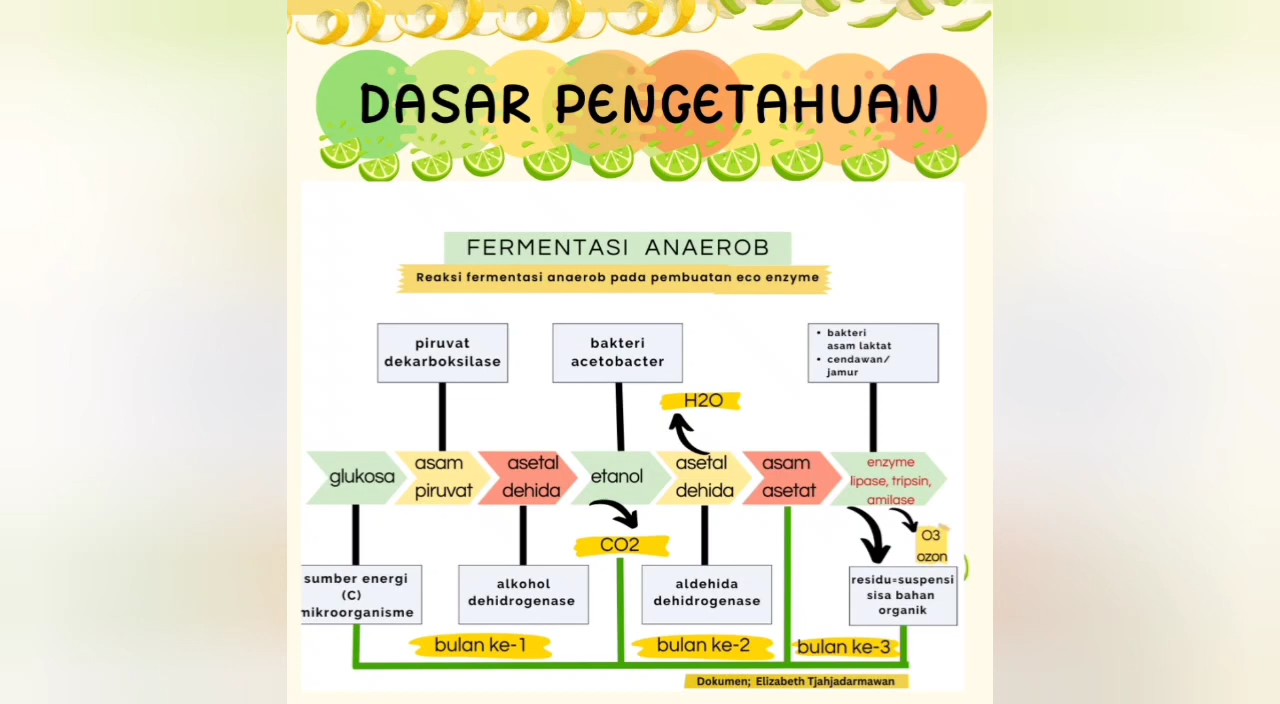 DASAR PENGETAHUAN
FERMENTASI ANAEROB
Reaksi fermentasi anaerob pada pembuatan eco enzyme
piruvat
dekarboksilase
bakteri
acetobacter
• bakteri
asam laktat
• cendawan/
jamur
H2O
glukosa
asam
piruvat
asetal
dehida
etanol
asetal
dehida
asam
asetat
enzyme
lipase, tripsin,
amilase
CO2
O3
ozon
sumber energi
(C)
mikroorganisme
alkohol
dehidrogenase
aldehida
dehidrogenase
residu=suspensi
sisa bahan
organik
bulan ke-1
bulan ke-2
bulan ke-3
Dokumen; Elizabeth Tjahjadarmawan